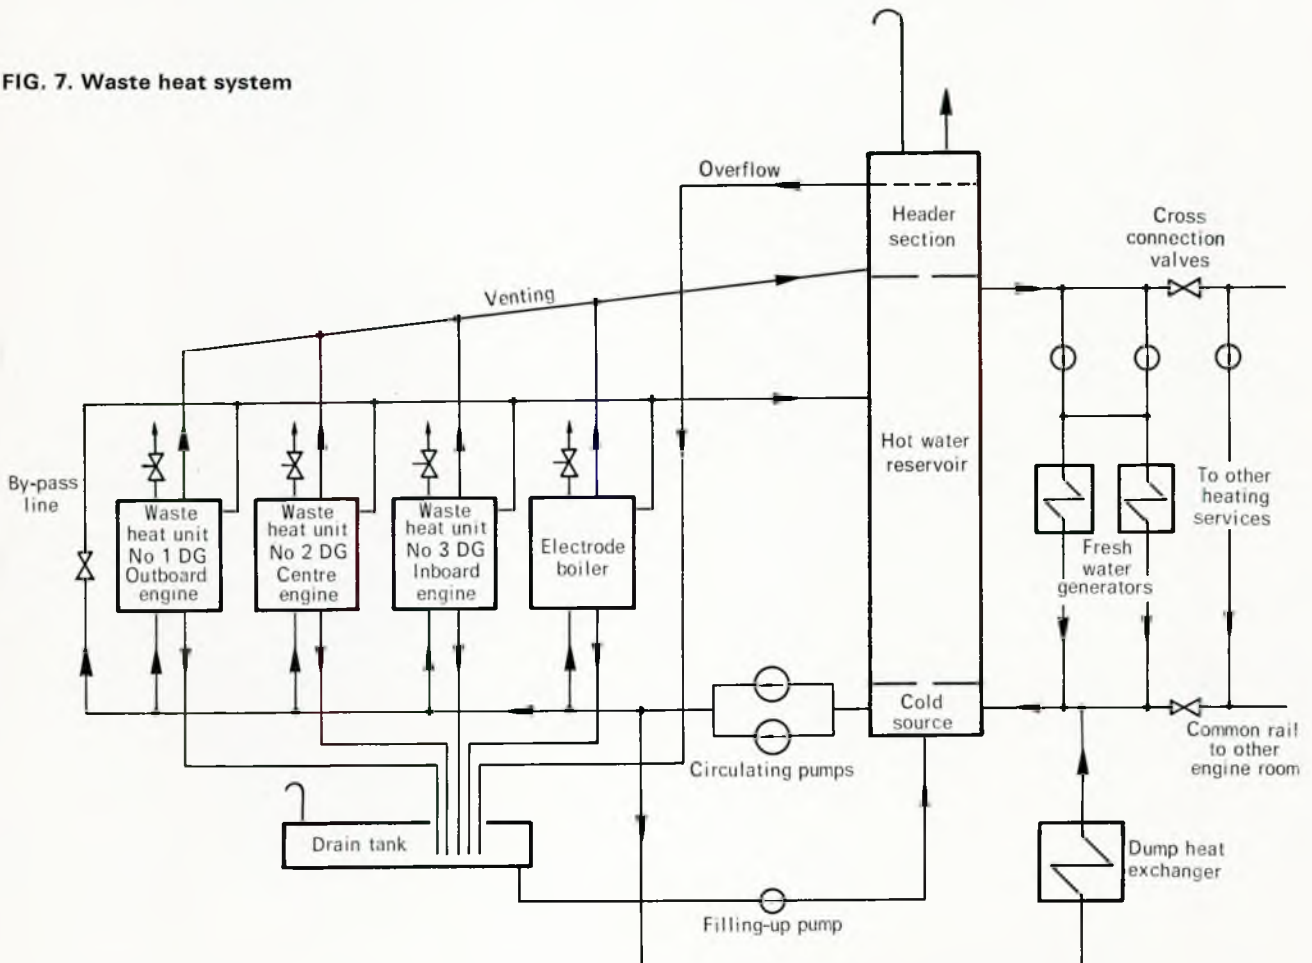 FIG. 7. Waste heat system
Overflow
Header
section
Cross
connection
valves
Venting
Hot water
reservoir
By-pass
line
Waste
heat unit
No 1 DG
Outboard
engine
Waste
heat unit
No 2 DG
Centre
engine
Waste
heat unit
No 3 DG
Inboard
engine
Electrode
boiler
To other
heating
services
Fresh
water
generators
Cold
source
Circulating pumps
Common rail
to other
engine room
Drain tank
Dump heat
exchanger
Filling-up pump